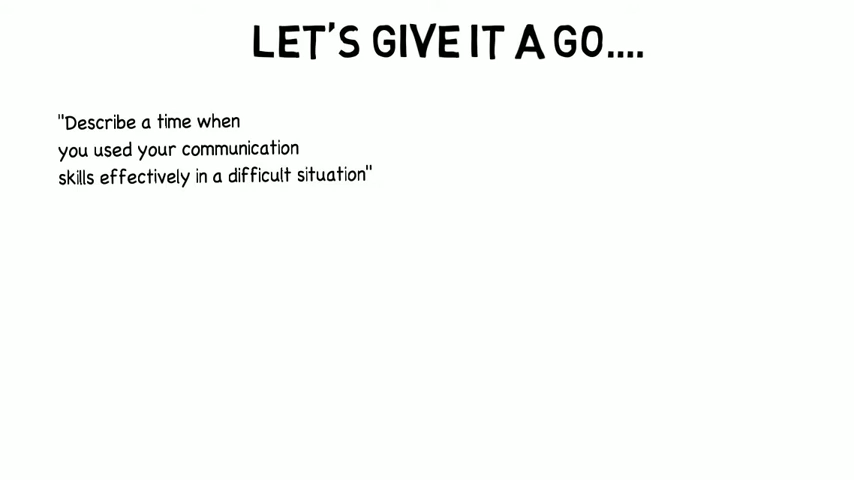 LET'S GIVE IT A GO....
"Describe a time when
you used your communication
skills effectively in a difficult situation"